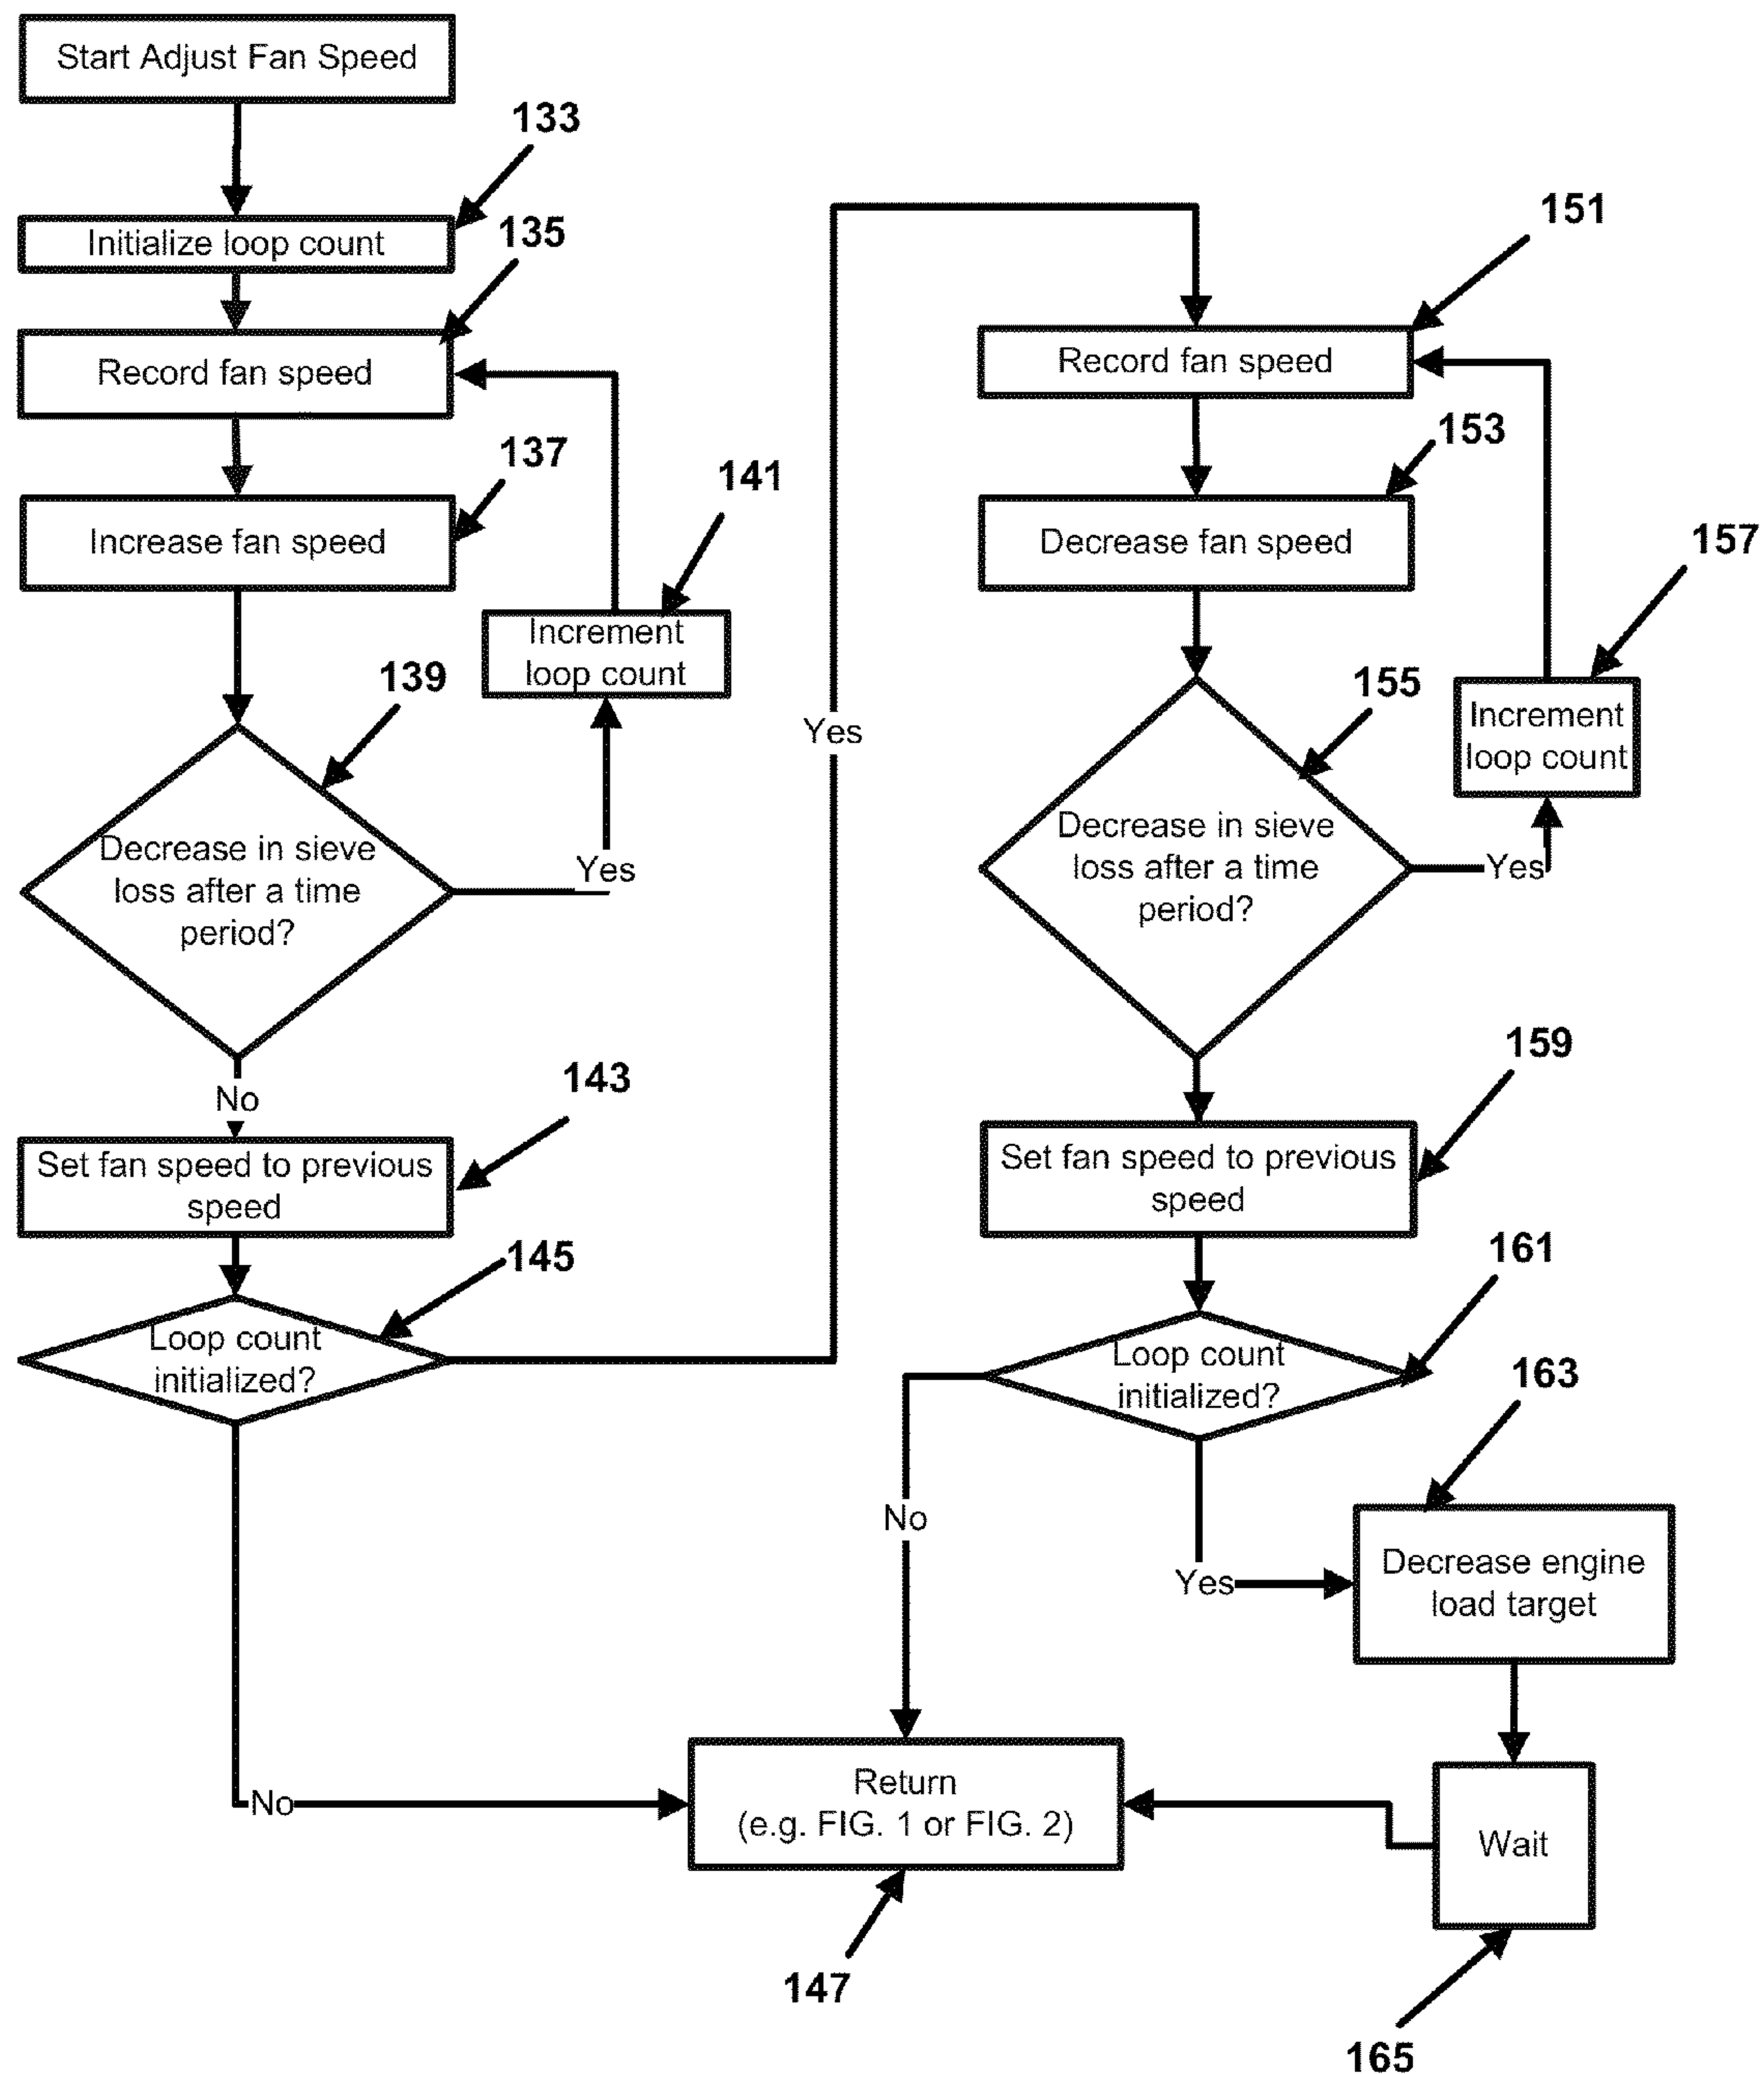 Start Adjust Fan Speed
133
Initialize loop count
135
Record fan speed
137
Increase fan speed
141
Increment
loop count
139
Decrease in sieve
loss after a time
period?
Yes
No
143
Set fan speed to previous
speed
145
Loop count
initialized?
Yes
No
151
Record fan speed
153
Decrease fan speed
157
Increment
loop count
155
Decrease in sieve
loss after a time
period?
Yes
159
Set fan speed to previous
speed
161
Loop count
initialized?
No
Yes
163
Decrease engine
load target
Wait
165
Return
(e.g. FIG. 1 or FIG. 2)
147